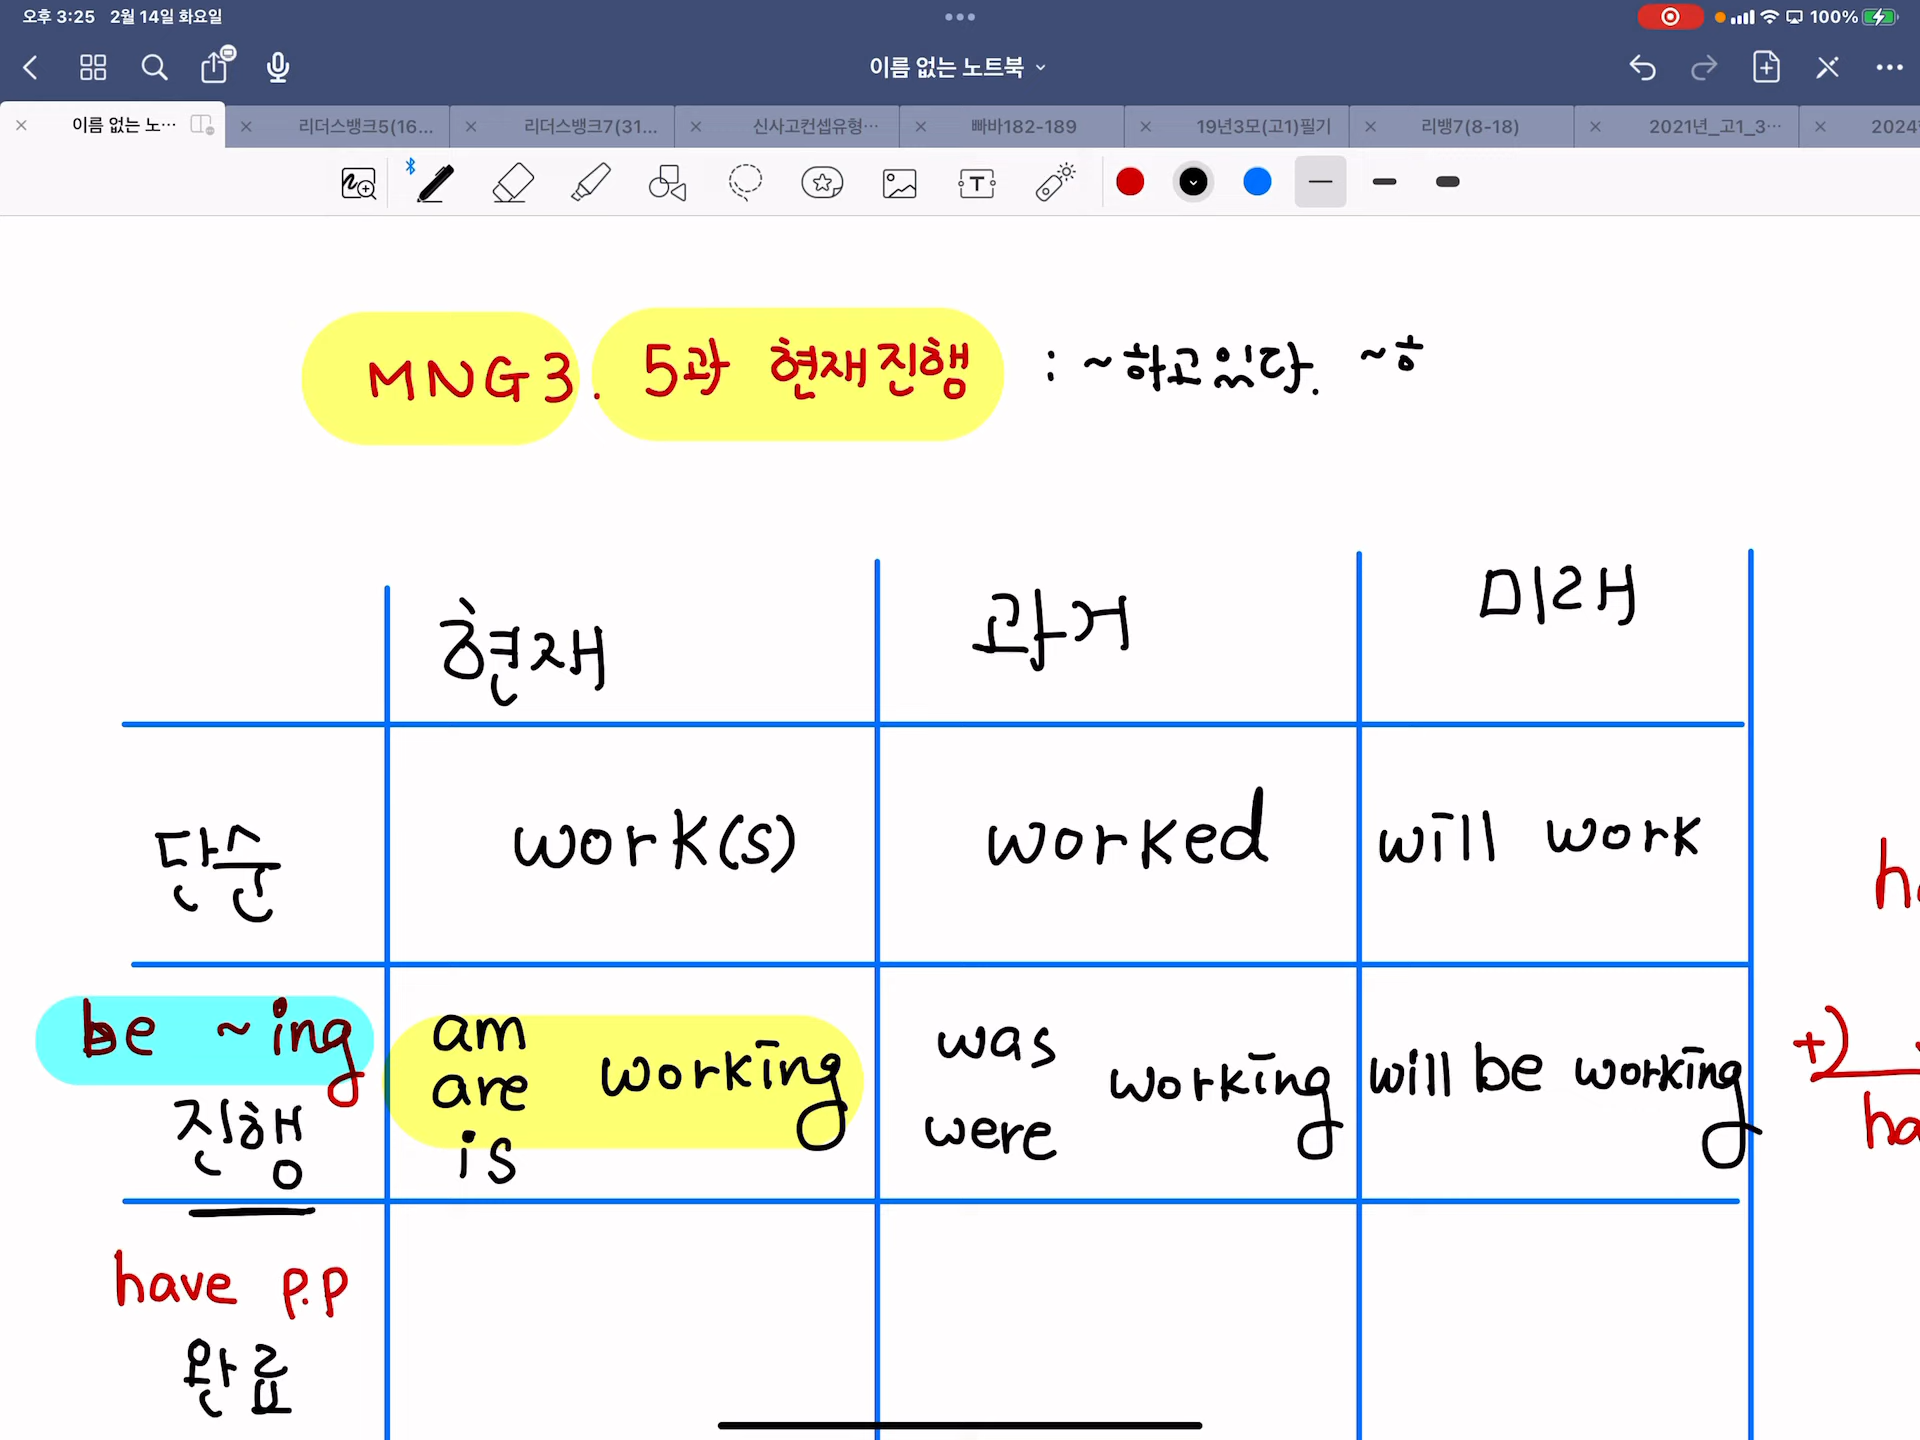 오후 3:25 2월 14일 화요일
100%
이름 없는 노트북
이름 없는 노… 리더스뱅크5(16… 리더스뱅크7(31… 신사고컨셉유형… 빠바182-189 19년3모(고1)필기 리뱅7(8-18) 2021년_고1_3… 2024
MNG3. 5과 현재진행 : ~하고있다. ~ㅎ
현재 과거 미래
단순 work(s) worked will work
be ~ing
진행
am
are
is
working
was
were
working
will be working
+)
have p.p
완료